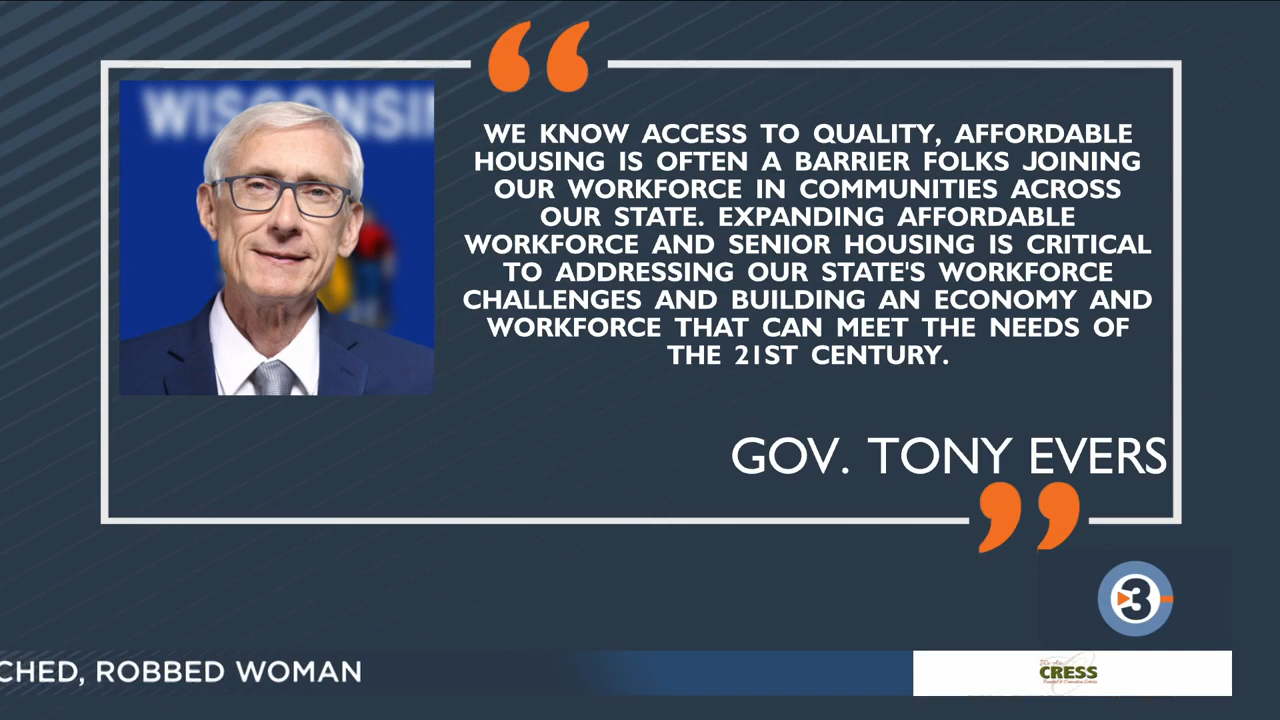 WISCONSI
WE KNOW ACCESS TO QUALITY, AFFORDABLE
HOUSING IS OFTEN A BARRIER FOLKS JOINING
OUR WORKFORCE IN COMMUNITIES ACROSS
OUR STATE. EXPANDING AFFORDABLE
WORKFORCE AND SENIOR HOUSING IS CRITICAL
TO ADDRESSING OUR STATE'S WORKFORCE
CHALLENGES AND BUILDING AN ECONOMY AND
WORKFORCE THAT CAN MEET THE NEEDS OF
THE 21ST CENTURY.
GOV. TONY EVERS
3
CHED, ROBBED WOMAN
CRESS